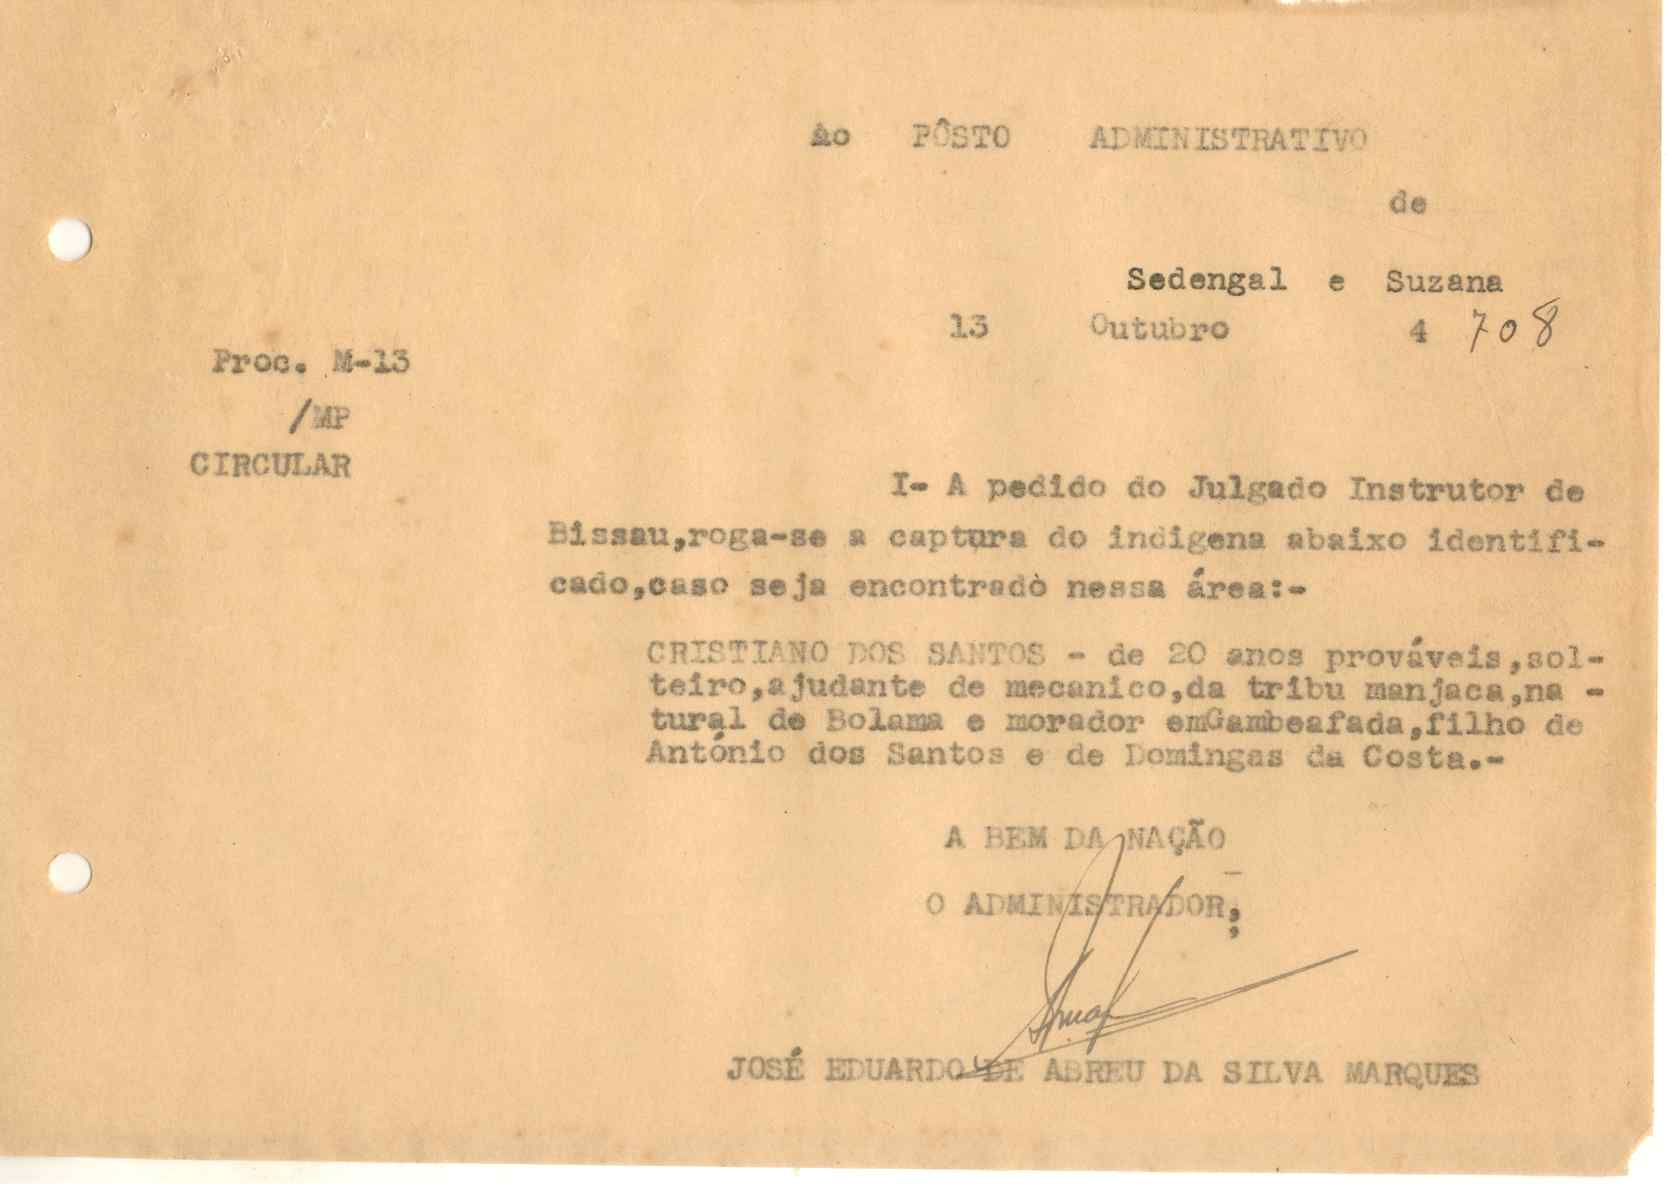 Ao PÔSTO ADMINISTRATIVO
de
Sedengal e Suzana
13 Outubro 4 708
Proc. M-13
/MP
CIRCULAR
I- A pedido do Julgado Instrutor de
Bissau,roga-se a captura do indigena abaixo identifi-
cado,caso seja encontradò nessa área:-
CRISTIANO DOS SANTOS - de 20 anos prováveis,sol-
teiro,ajudante de mecanico,da tribu manjaca,na -
tural de Bolama e morador emGambeafada,filho de
António dos Santos e de Domingas da Costa.-
A BEM DA NAÇÃO
O ADMINISTRADOR,
JOSÉ EDUARDO DE ABREU DA SILVA MARQUES